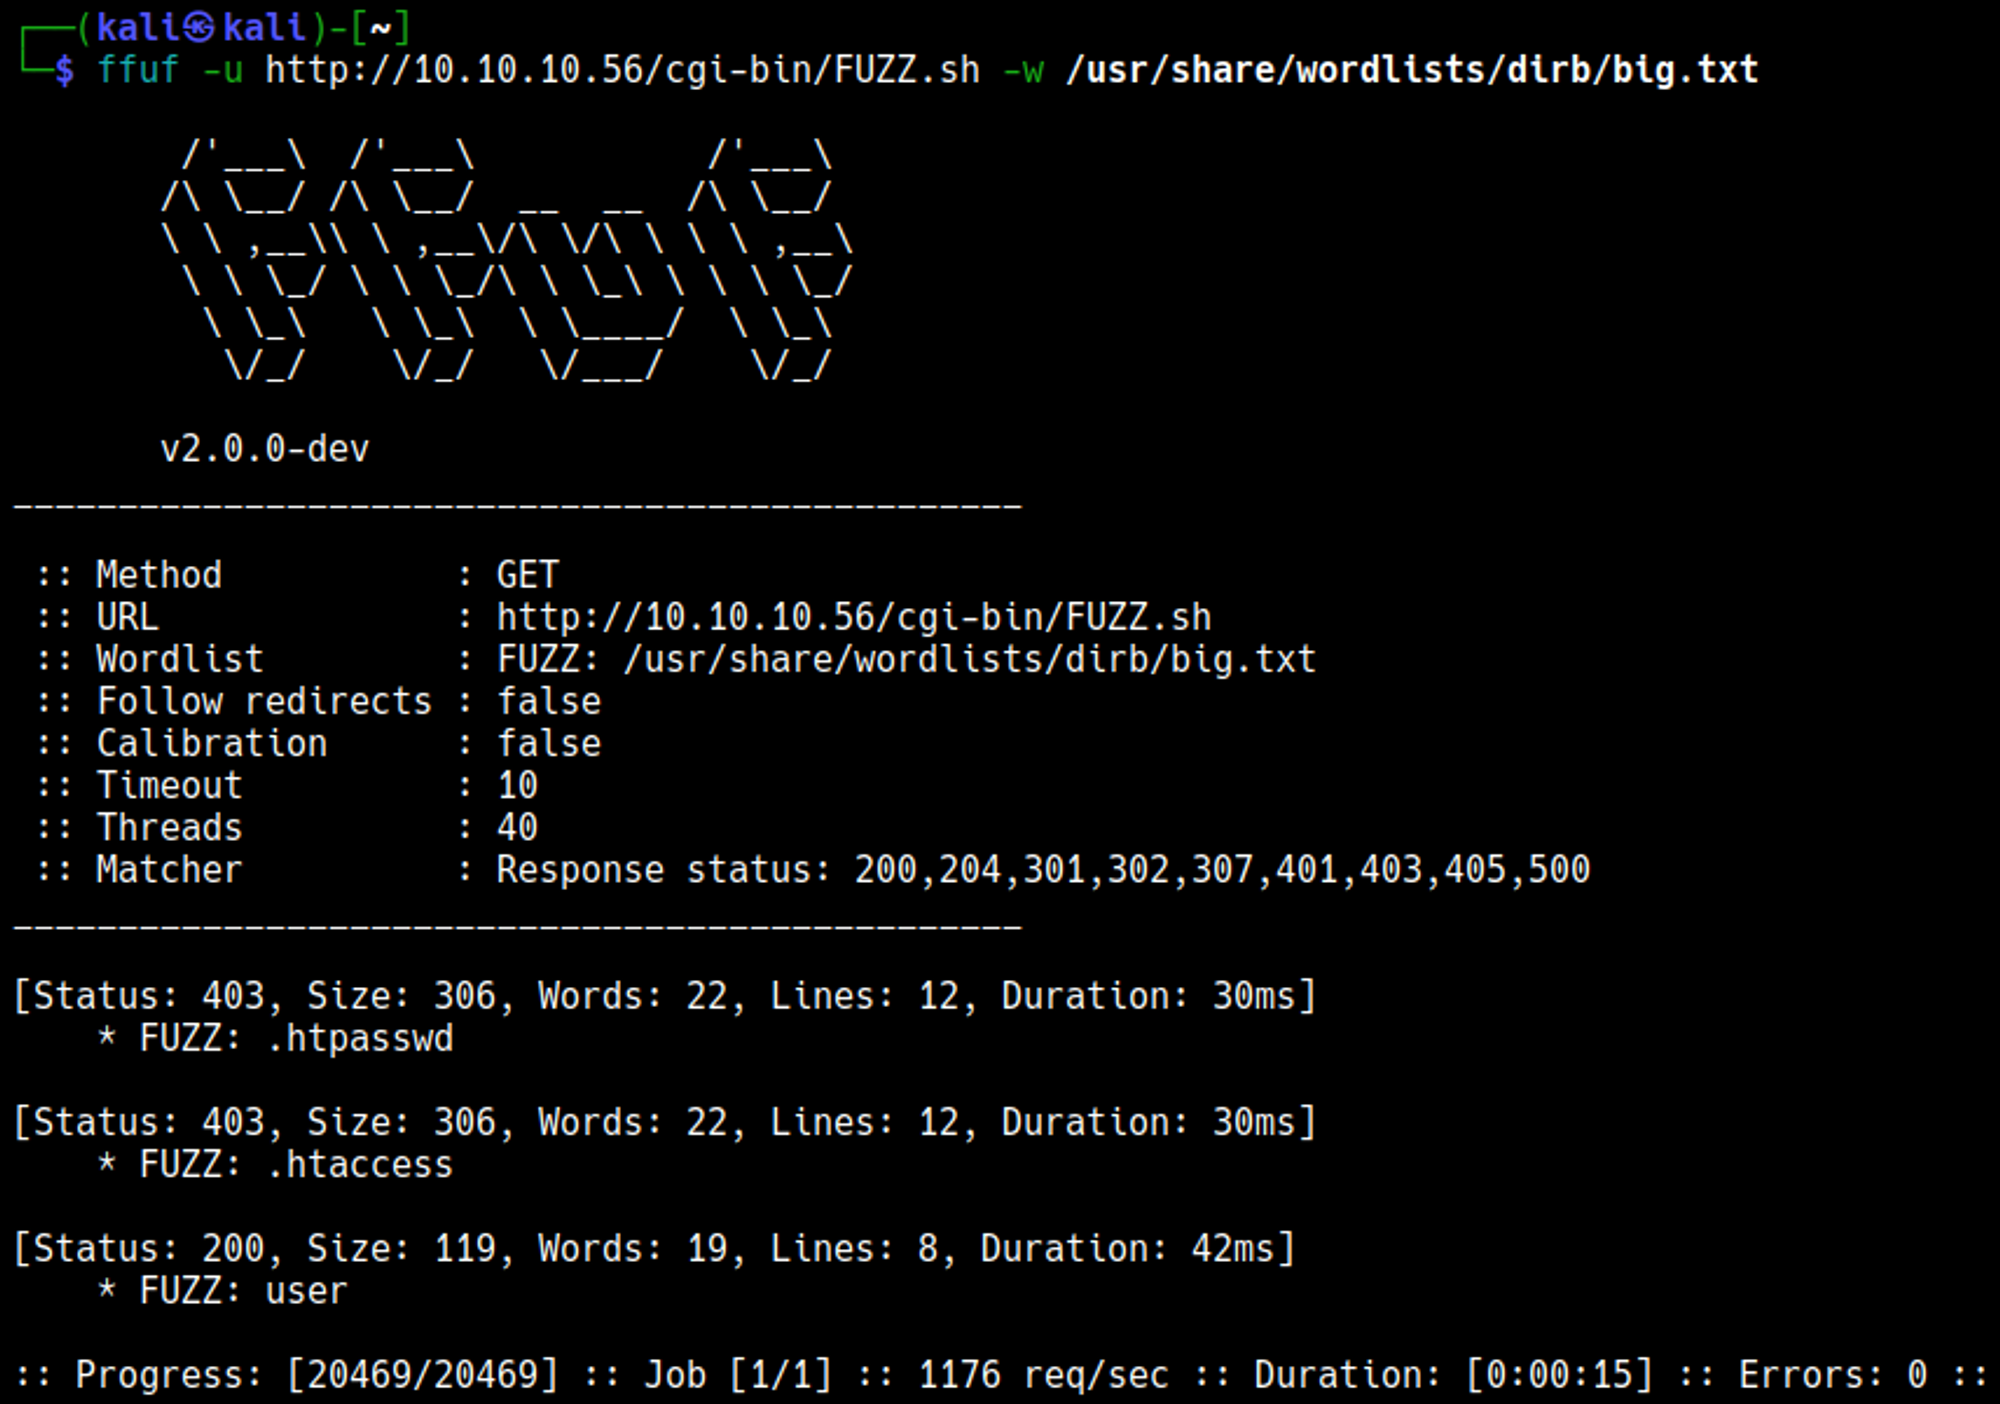 ┌──(kali㉿kali)-[~]
└─$ ffuf -u http://10.10.10.56/cgi-bin/FUZZ.sh -w /usr/share/wordlists/dirb/big.txt

        /'___\  /'___\           /'___\
       /\ \__/ /\ \__/  __  __  /\ \__/
       \ \ ,__\\ \ ,__\/\ \/\ \ \ \ ,__\
        \ \ \_/ \ \ \_/\ \ \_\ \ \ \ \_/
         \ \_\   \ \_\  \ \____/  \ \_\
          \/_/    \/_/   \/___/    \/_/

       v2.0.0-dev
________________________________________________

 :: Method           : GET
 :: URL              : http://10.10.10.56/cgi-bin/FUZZ.sh
 :: Wordlist         : FUZZ: /usr/share/wordlists/dirb/big.txt
 :: Follow redirects : false
 :: Calibration      : false
 :: Timeout          : 10
 :: Threads          : 40
 :: Matcher          : Response status: 200,204,301,302,307,401,403,405,500
________________________________________________

[Status: 403, Size: 306, Words: 22, Lines: 12, Duration: 30ms]
    * FUZZ: .htpasswd

[Status: 403, Size: 306, Words: 22, Lines: 12, Duration: 30ms]
    * FUZZ: .htaccess

[Status: 200, Size: 119, Words: 19, Lines: 8, Duration: 42ms]
    * FUZZ: user

:: Progress: [20469/20469] :: Job [1/1] :: 1176 req/sec :: Duration: [0:00:15] :: Errors: 0 ::